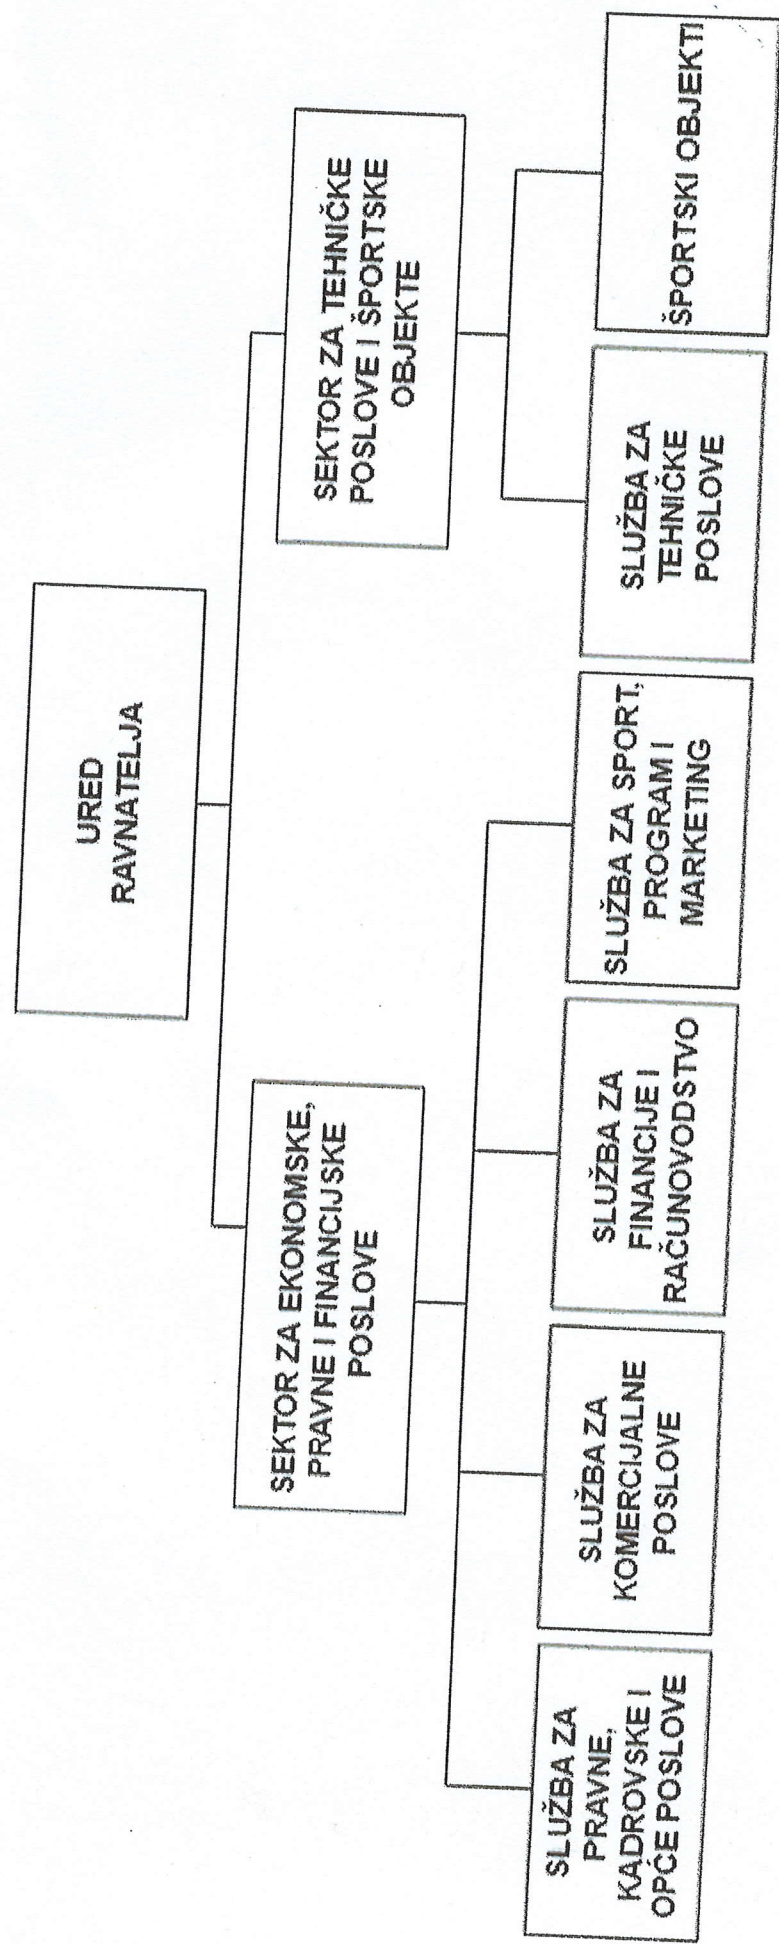 URED
RAVNATELJA
SEKTOR ZA EKONOMSKE,
PRAVNE I FINANCIJSKE
POSLOVE
SEKTOR ZA TEHNIČKE
POSLOVE I ŠPORTSKE
OBJEKTE
SLUŽBA ZA
PRAVNE,
KADROVSKE I
OPĆE POSLOVE
SLUŽBA ZA
KOMERCIJALNE
POSLOVE
SLUŽBA ZA
FINANCIJE I
RAČUNOVODSTVO
SLUŽBA ZA SPORT,
PROGRAM I
MARKETING
SLUŽBA ZA
TEHNIČKE
POSLOVE
ŠPORTSKI OBJEKTI